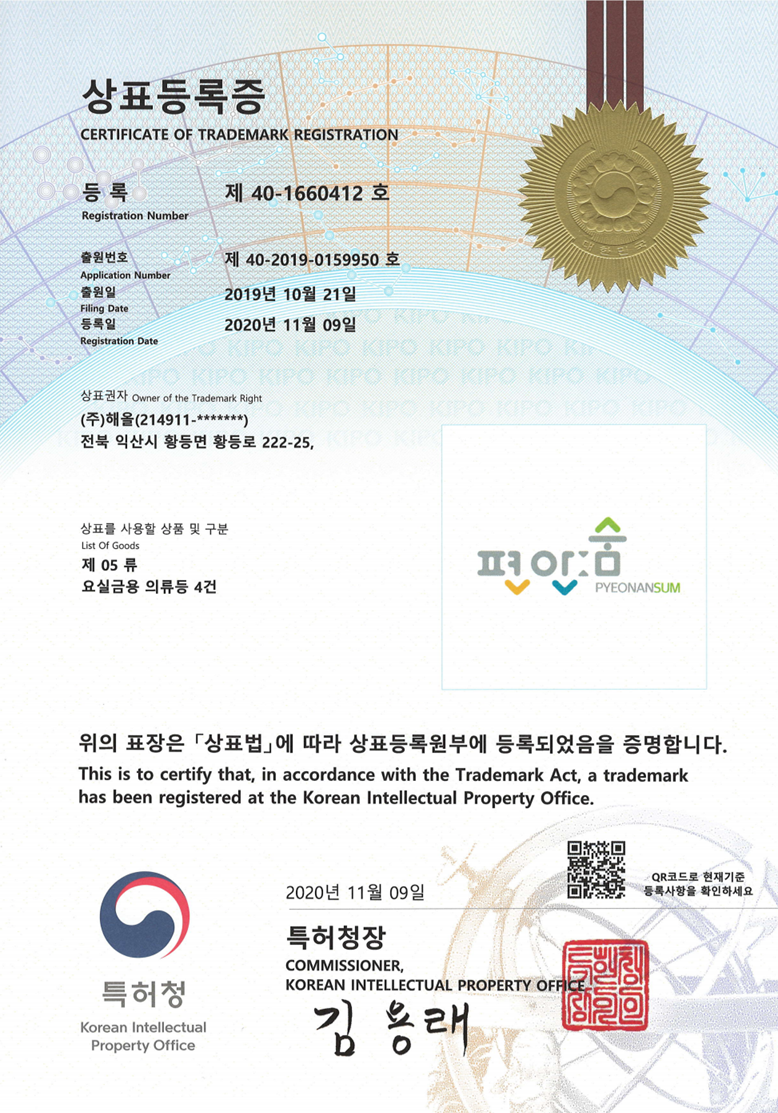 상표등록증
CERTIFICATE OF TRADEMARK REGISTRATION
등 록 제 40-1660412 호
Registration Number
출원번호 제 40-2019-0159950 호
Application Number
출원일 2019년 10월 21일
Filing Date
등록일 2020년 11월 09일
Registration Date
KIPO KIPO KIPO KIPO KIPO KIPO
상표권자 Owner of the Trademark Right
(주)해올(214911-*******)
전북 익산시 황등면 황등로 222-25,
상표를 사용할 상품 및 구분
List Of Goods
제 05 류
요실금용 의류등 4건
편안숨
PYEONANSUM
위의 표장은 「상표법」에 따라 상표등록원부에 등록되었음을 증명합니다.
This is to certify that, in accordance with the Trademark Act, a trademark
has been registered at the Korean Intellectual Property Office.
2020년 11월 09일
QR코드로 현재기준
등록사항을 확인하세요
특허청장
COMMISSIONER,
KOREAN INTELLECTUAL PROPERTY OFFICE
김용래
특허청
Korean Intellectual
Property Office
대한민국